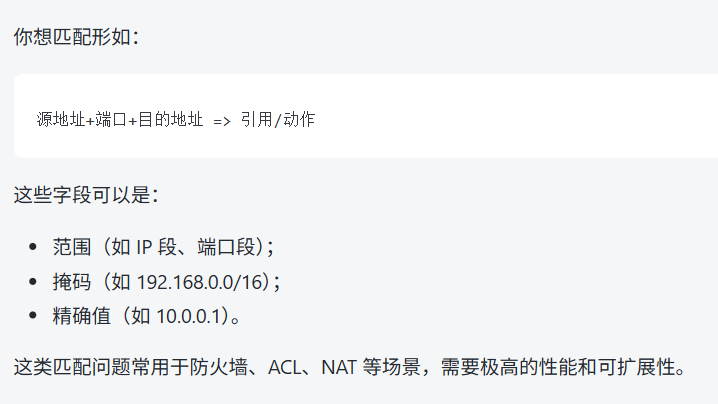 你想匹配形如：
源地址+端口+目的地址 => 引用/动作
这些字段可以是：
• 范围（如 IP 段、端口段）；
• 掩码（如 192.168.0.0/16）；
• 精确值（如 10.0.0.1）。
这类匹配问题常用于防火墙、ACL、NAT 等场景，需要极高的性能和可扩展性。